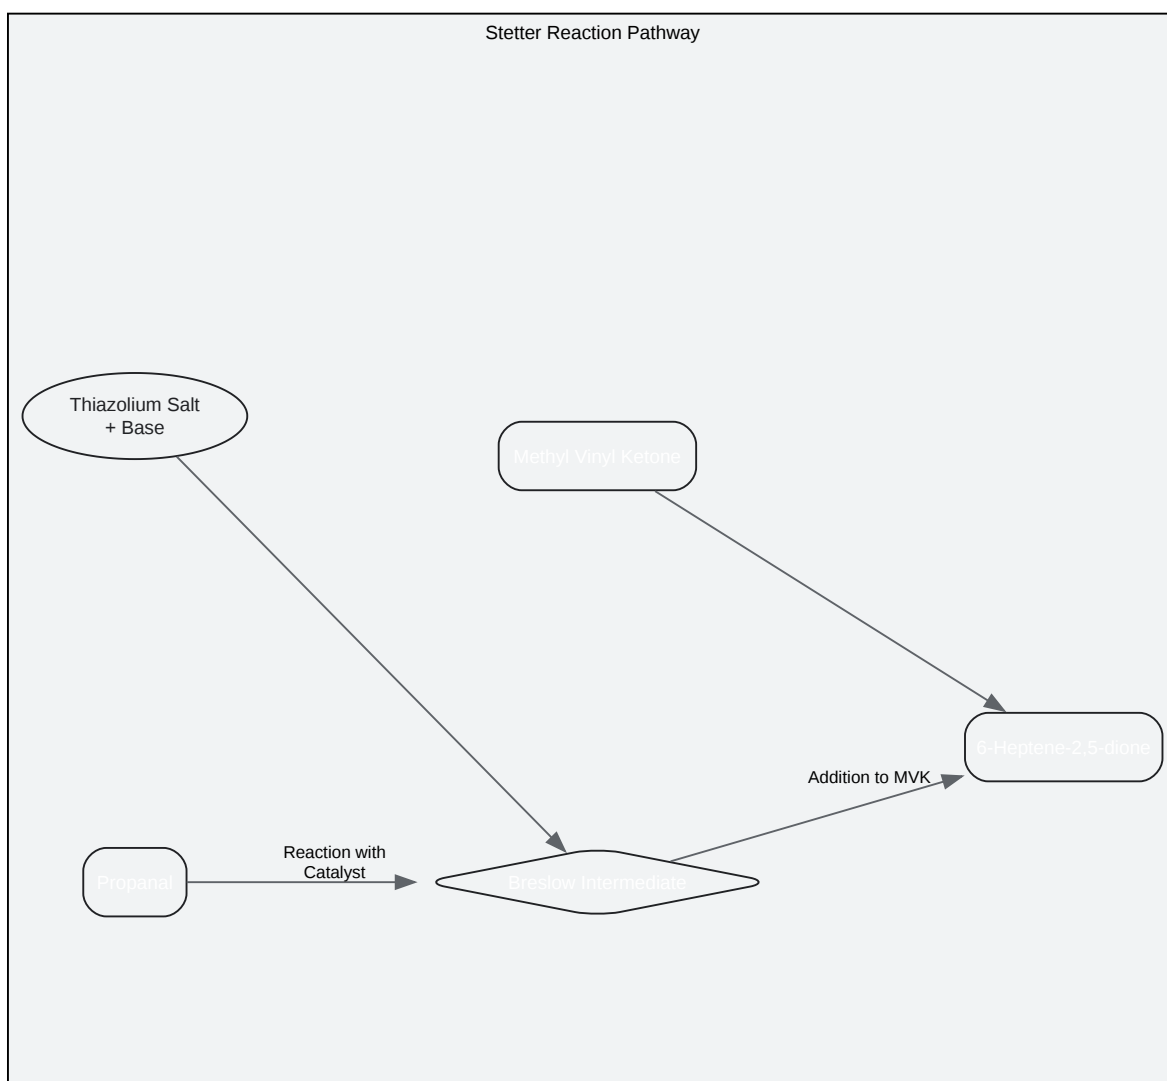 Stetter Reaction Pathway
Thiazolium Salt
+ Base
Methyl Vinyl Ketone
6-Heptene-2,5-dione
Addition to MVK
Reaction with
Catalyst
Propanal
Breslow Intermediate